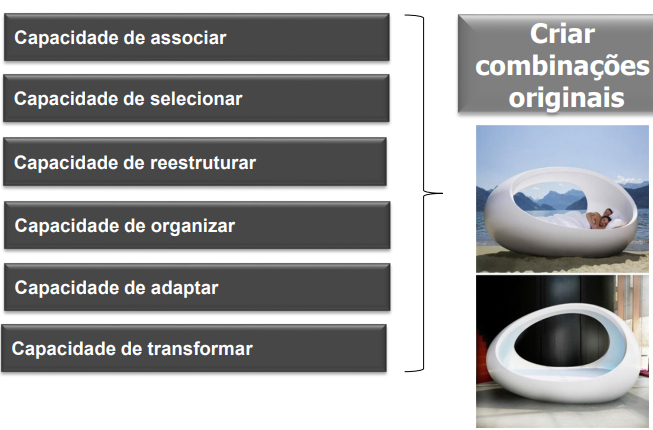 Capacidade de associar
Capacidade de selecionar
Capacidade de reestruturar
Capacidade de organizar
Capacidade de adaptar
Capacidade de transformar
Criar
combinações
originais